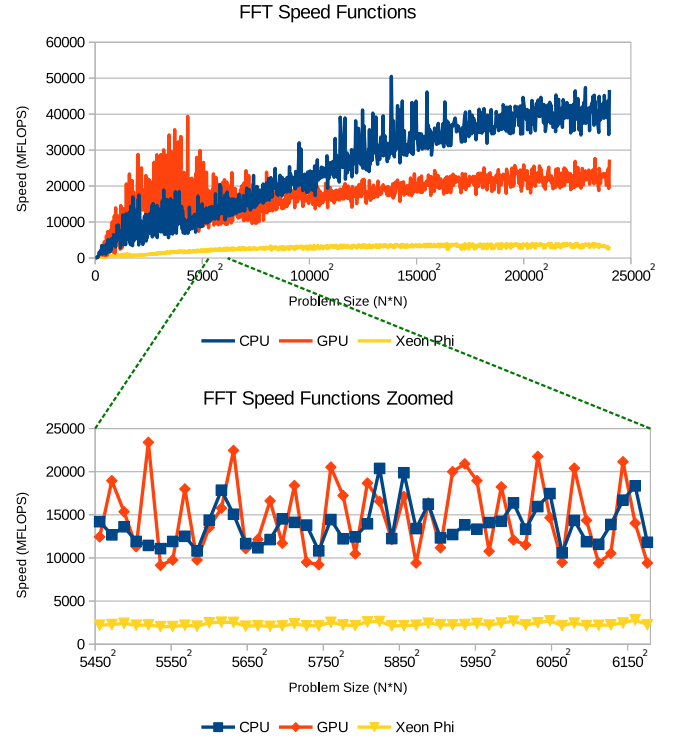 FFT Speed Functions
60000
50000
40000
30000
20000
10000
0
Speed (MFLOPS)
0 5000² 10000² 15000² 20000² 25000²
Problem Size (N*N)
CPU GPU Xeon Phi
FFT Speed Functions Zoomed
25000
20000
15000
10000
5000
0
Speed (MFLOPS)
5450² 5550² 5650² 5750² 5850² 5950² 6050² 6150²
Problem Size (N*N)
CPU GPU Xeon Phi